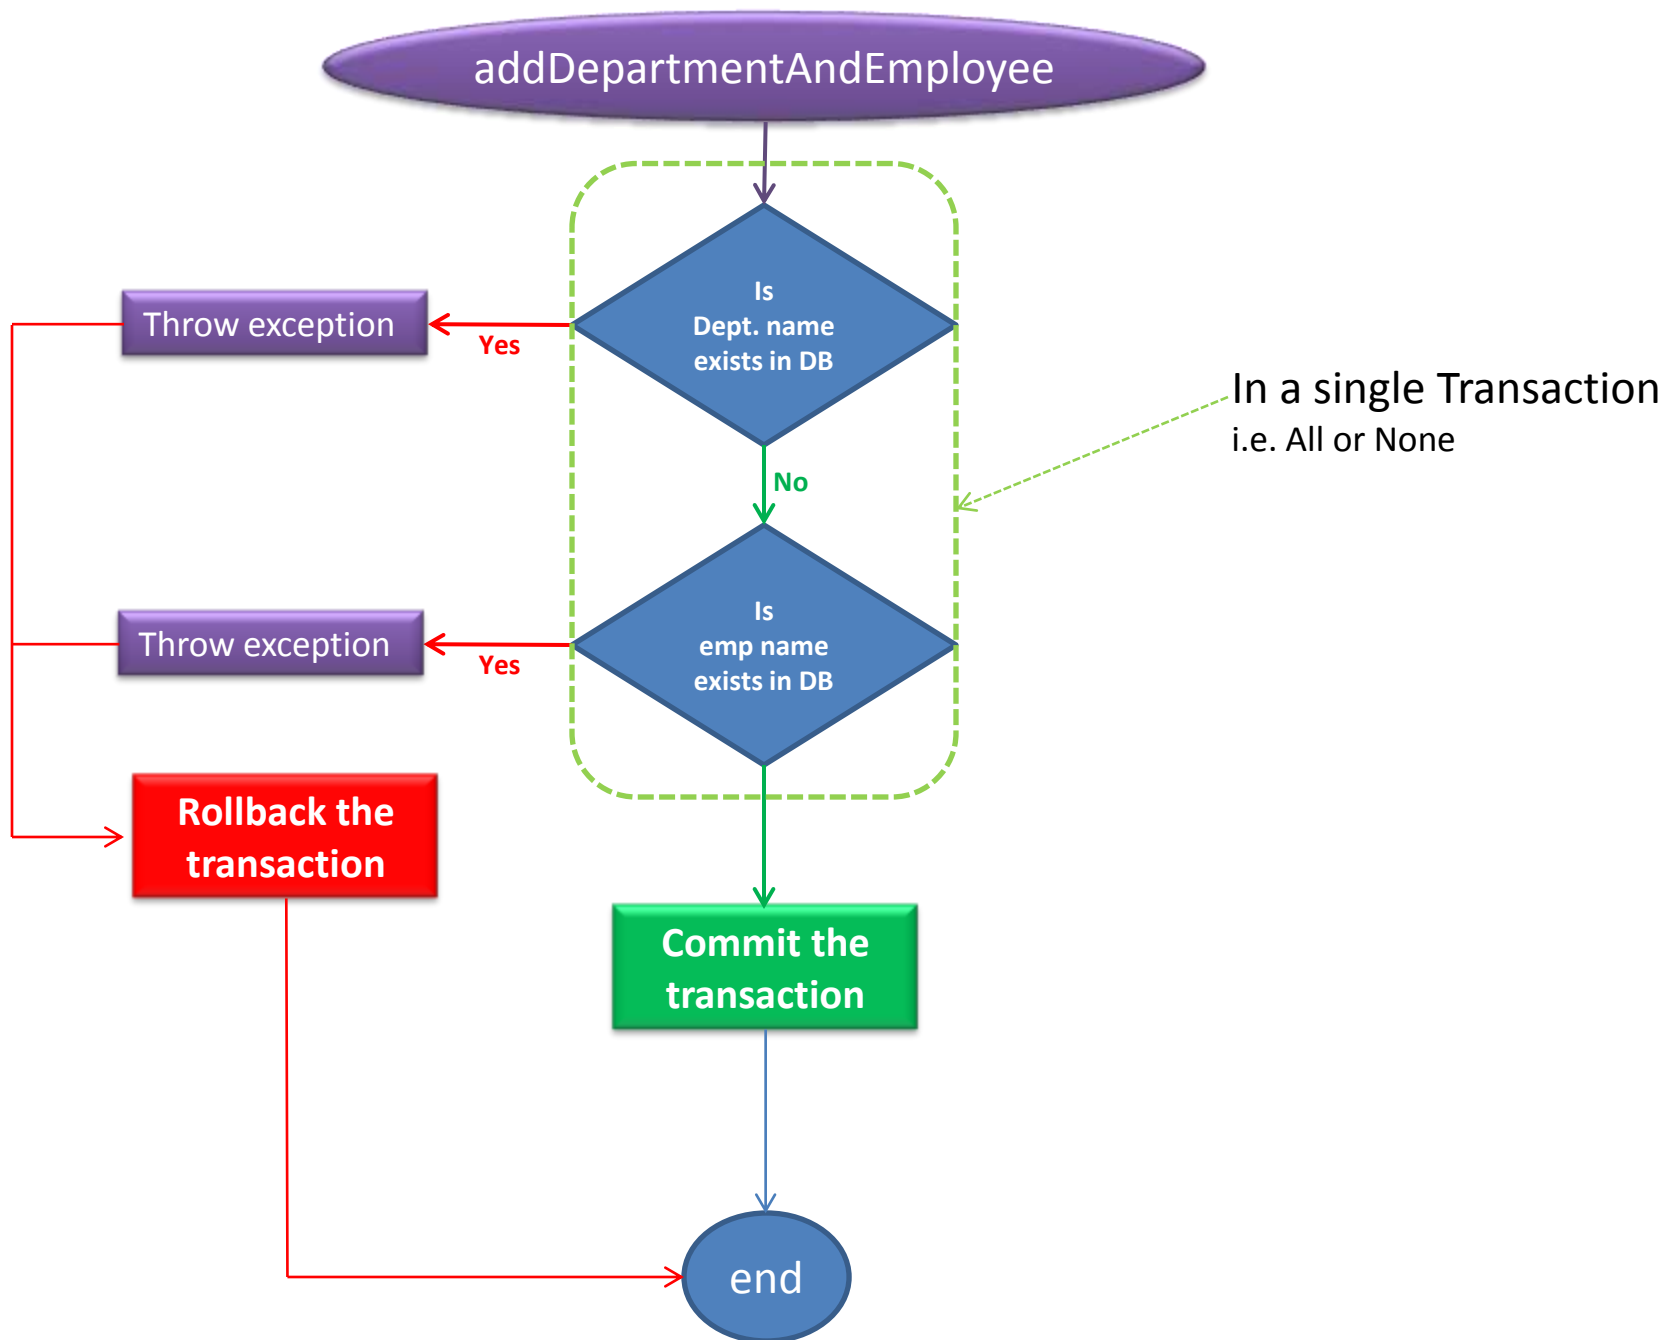 addDepartmentAndEmployee
Is
Dept. name
exists in DB
Throw exception
Yes
In a single Transaction
i.e. All or None
No
Is
emp name
exists in DB
Throw exception
Yes
Rollback the
transaction
Commit the
transaction
end